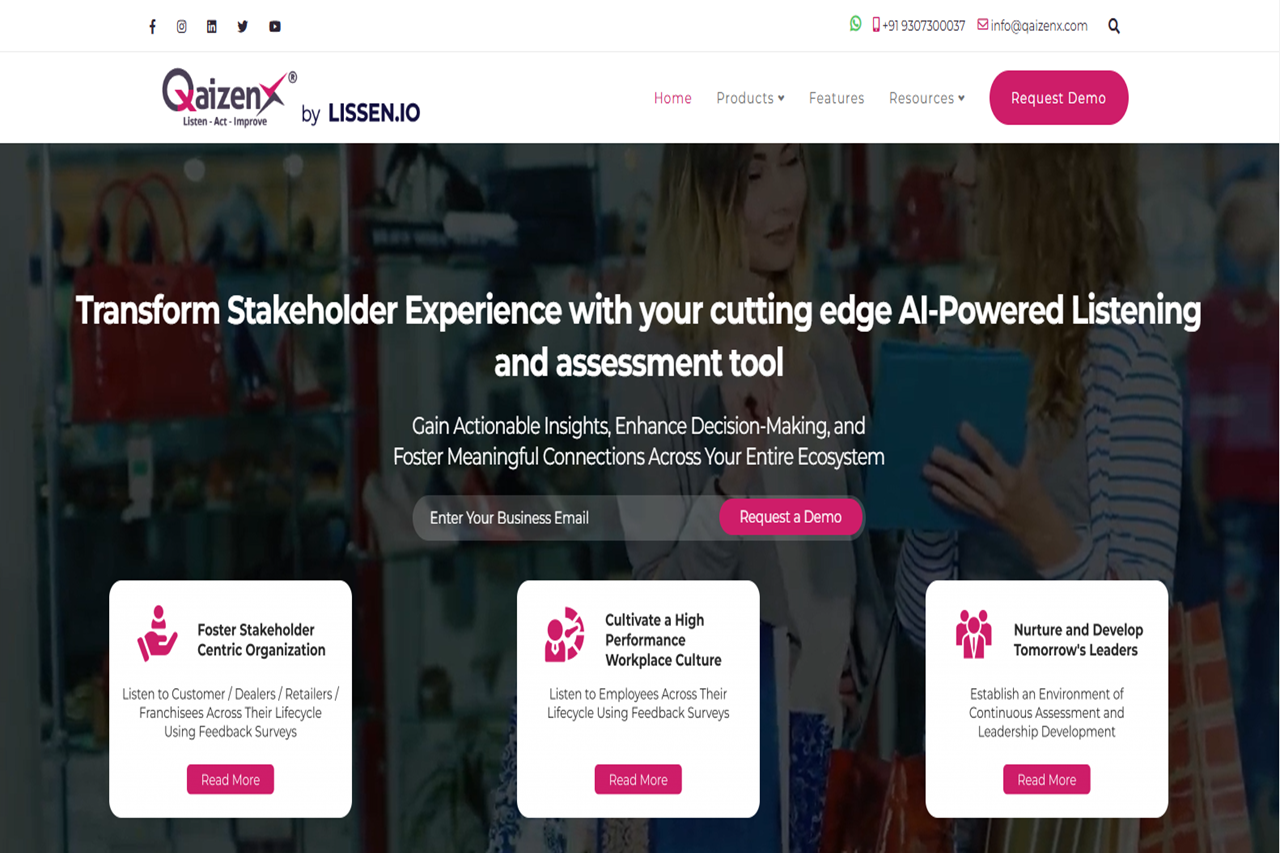 +91 9307300037 info@qaizenx.com
Qaizenx®
Listen - Act - Improve
by LISSEN.IO
Home Products Features Resources Request Demo
Transform Stakeholder Experience with your cutting edge AI-Powered Listening
and assessment tool
Gain Actionable Insights, Enhance Decision-Making, and
Foster Meaningful Connections Across Your Entire Ecosystem
Enter Your Business Email Request a Demo
Foster Stakeholder
Centric Organization
Listen to Customer / Dealers / Retailers /
Franchisees Across Their Lifecycle
Using Feedback Surveys
Read More
Cultivate a High
Performance
Workplace Culture
Listen to Employees Across Their
Lifecycle Using Feedback Surveys
Read More
Nurture and Develop
Tomorrow's Leaders
Establish an Environment of
Continuous Assessment and
Leadership Development
Read More